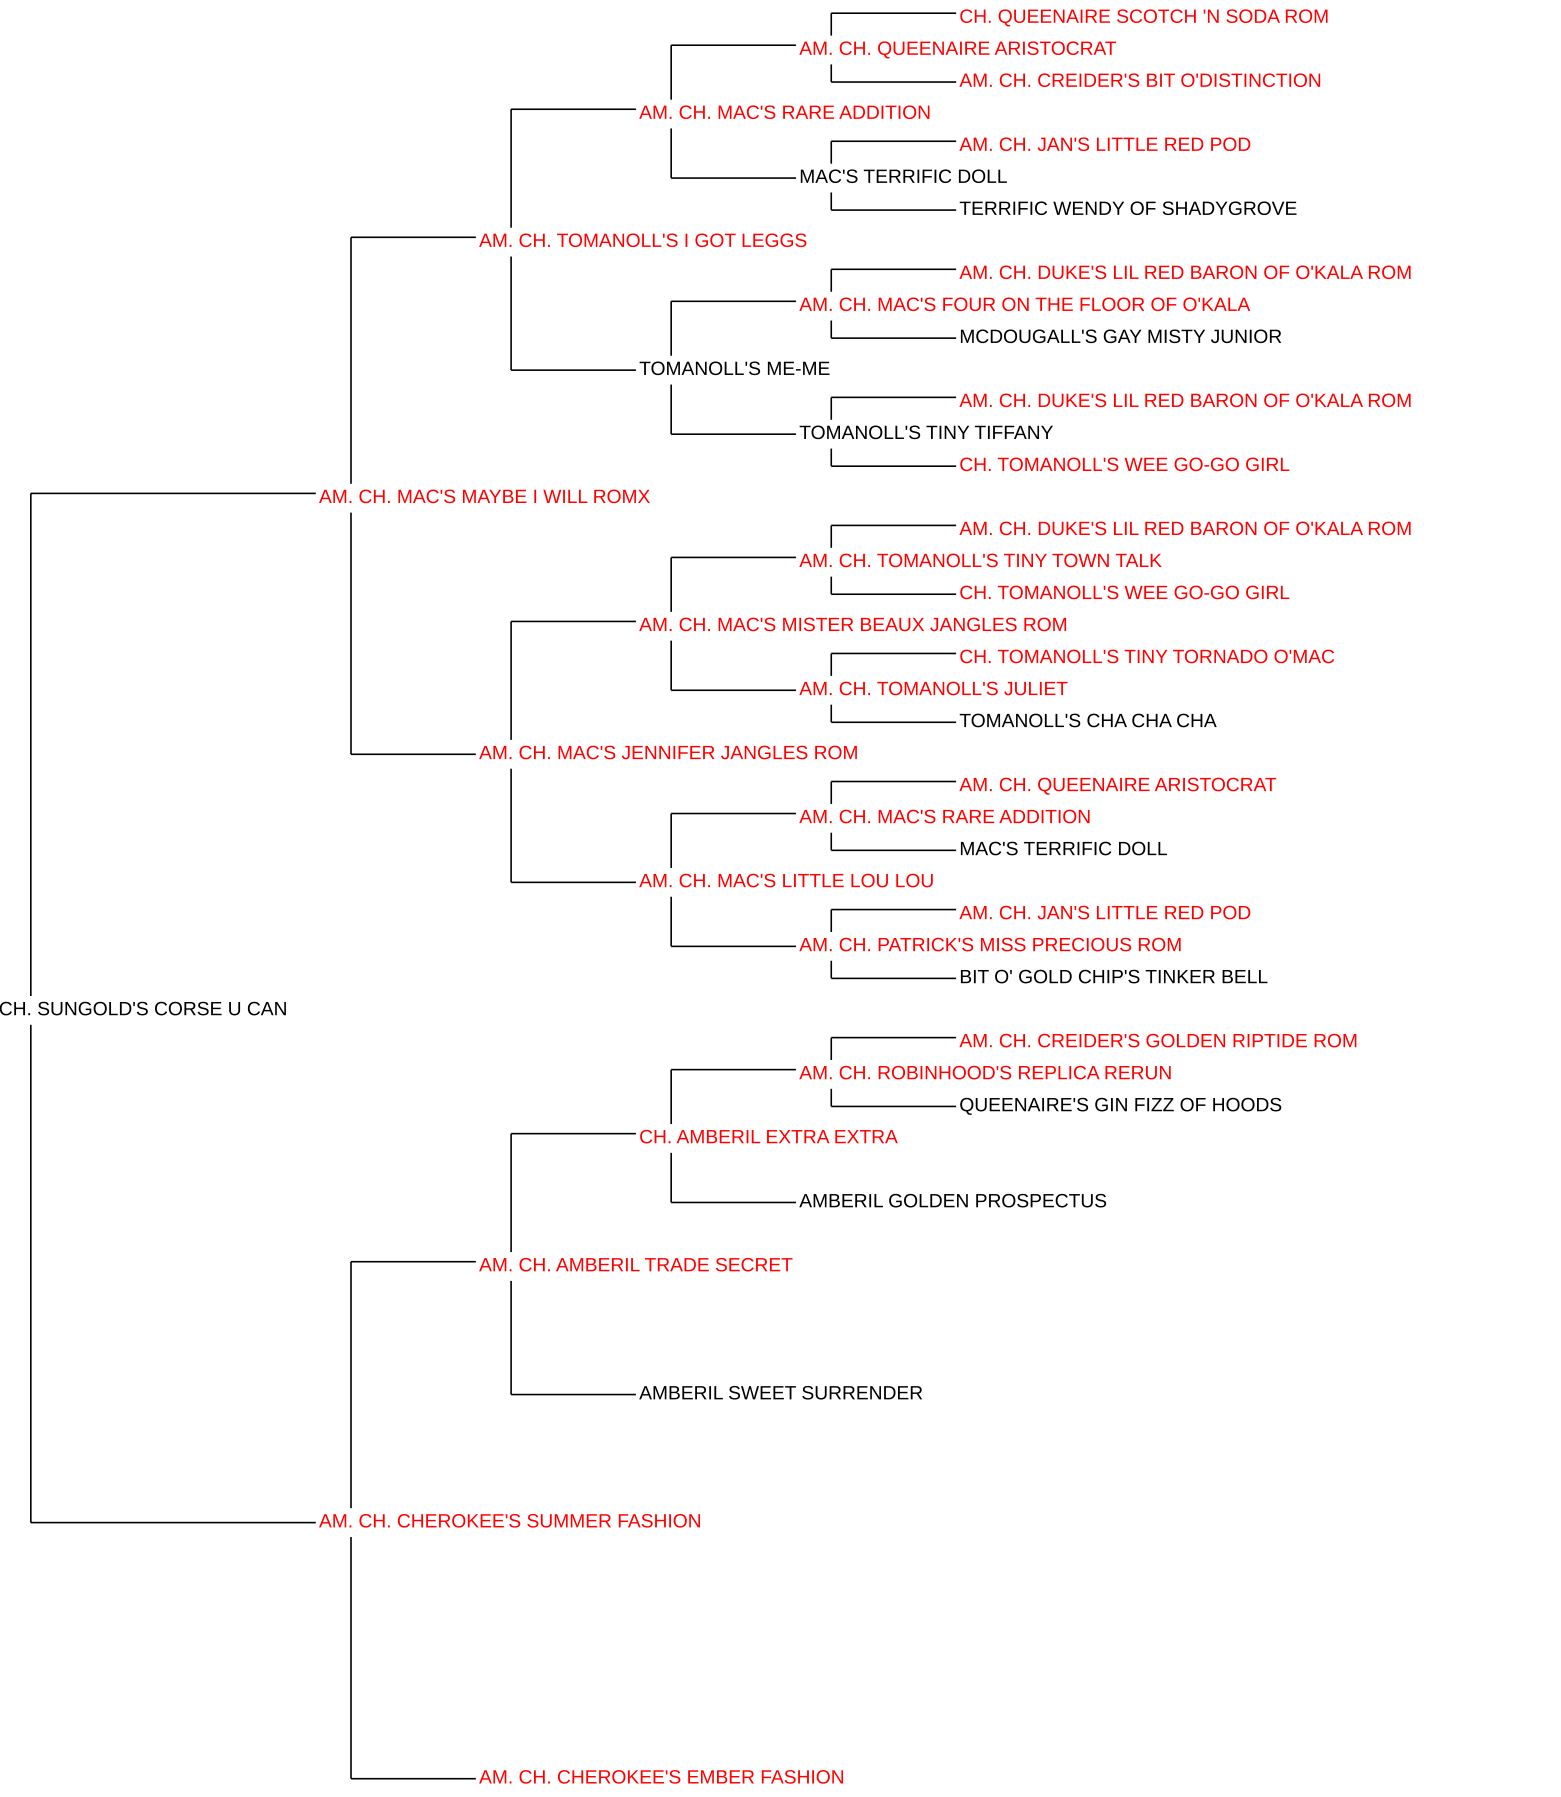 CH. QUEENAIRE SCOTCH 'N SODA ROM
AM. CH. QUEENAIRE ARISTOCRAT
AM. CH. CREIDER'S BIT O'DISTINCTION
AM. CH. MAC'S RARE ADDITION
AM. CH. JAN'S LITTLE RED POD
MAC'S TERRIFIC DOLL
TERRIFIC WENDY OF SHADYGROVE
AM. CH. TOMANOLL'S I GOT LEGGS
AM. CH. DUKE'S LIL RED BARON OF O'KALA ROM
AM. CH. MAC'S FOUR ON THE FLOOR OF O'KALA
MCDOUGALL'S GAY MISTY JUNIOR
TOMANOLL'S ME-ME
AM. CH. DUKE'S LIL RED BARON OF O'KALA ROM
TOMANOLL'S TINY TIFFANY
CH. TOMANOLL'S WEE GO-GO GIRL
AM. CH. MAC'S MAYBE I WILL ROMX
AM. CH. DUKE'S LIL RED BARON OF O'KALA ROM
AM. CH. TOMANOLL'S TINY TOWN TALK
CH. TOMANOLL'S WEE GO-GO GIRL
AM. CH. MAC'S MISTER BEAUX JANGLES ROM
CH. TOMANOLL'S TINY TORNADO O'MAC
AM. CH. TOMANOLL'S JULIET
TOMANOLL'S CHA CHA CHA
AM. CH. MAC'S JENNIFER JANGLES ROM
AM. CH. QUEENAIRE ARISTOCRAT
AM. CH. MAC'S RARE ADDITION
MAC'S TERRIFIC DOLL
AM. CH. MAC'S LITTLE LOU LOU
AM. CH. JAN'S LITTLE RED POD
AM. CH. PATRICK'S MISS PRECIOUS ROM
BIT O' GOLD CHIP'S TINKER BELL
CH. SUNGOLD'S CORSE U CAN
AM. CH. CREIDER'S GOLDEN RIPTIDE ROM
AM. CH. ROBINHOOD'S REPLICA RERUN
QUEENAIRE'S GIN FIZZ OF HOODS
CH. AMBERIL EXTRA EXTRA
AMBERIL GOLDEN PROSPECTUS
AM. CH. AMBERIL TRADE SECRET
AMBERIL SWEET SURRENDER
AM. CH. CHEROKEE'S SUMMER FASHION
AM. CH. CHEROKEE'S EMBER FASHION